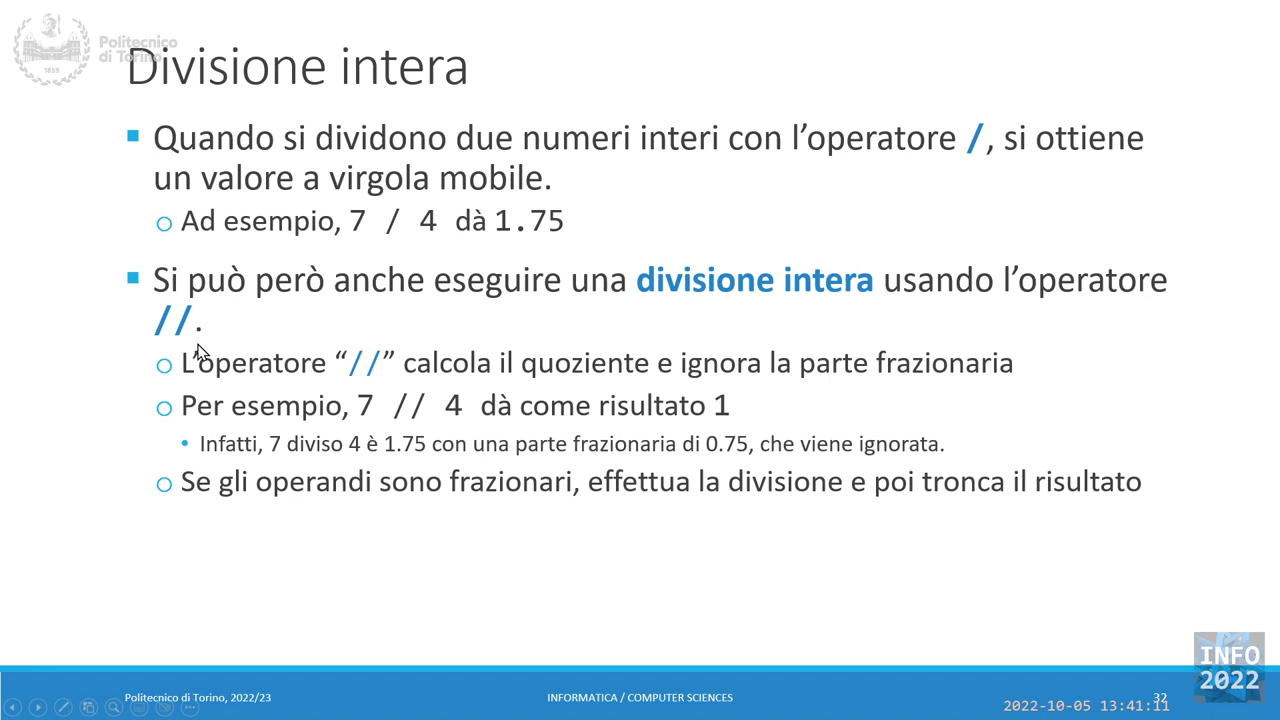 Politecnico
di Torino
1859
Divisione intera
Quando si dividono due numeri interi con l’operatore /, si ottiene
un valore a virgola mobile.
Ad esempio, 7 / 4 dà 1.75
Si può però anche eseguire una divisione intera usando l’operatore
//.
L’operatore “//” calcola il quoziente e ignora la parte frazionaria
Per esempio, 7 // 4 dà come risultato 1
Infatti, 7 diviso 4 è 1.75 con una parte frazionaria di 0.75, che viene ignorata.
Se gli operandi sono frazionari, effettua la divisione e poi tronca il risultato
INFO
2022
Politecnico di Torino, 2022/23
INFORMATICA / COMPUTER SCIENCES
32
2022-10-05 13:41:11